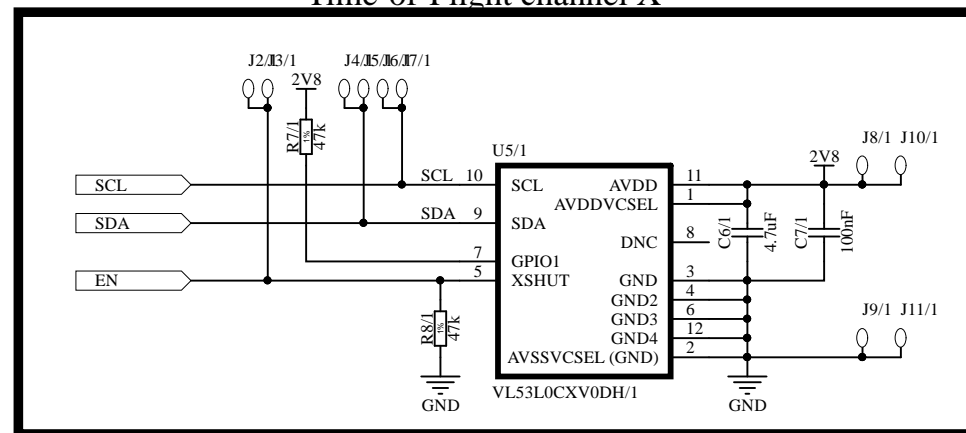 Time-of-Flight channel X
J2/1 J3/1
J4/1 J5/1 J6/1 J7/1
2V8
R7/1
1%
47k
U5/1
2V8
J8/1 J10/1
SCL
SCL 10
SCL
AVDD
11
AVDDVCSEL
1
SDA
SDA 9
SDA
DNC
8
C6/1
4.7uF
C7/1
100nF
7
GPIO1
EN
5
XSHUT
GND
3
GND2
4
GND3
6
GND4
12
AVSSVCSEL (GND)
2
R8/1
1%
47k
J9/1 J11/1
GND
VL53L0CXV0DH/1
GND